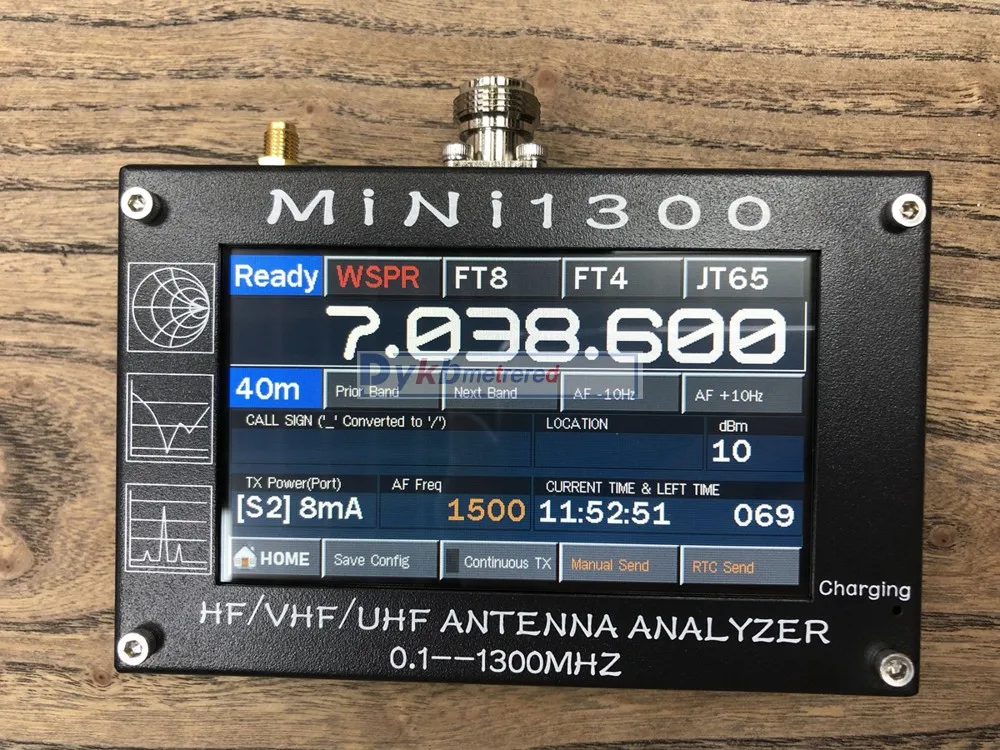 MiNi1300
Ready WSPR FT8 FT4 JT65
7.038.600
Dykbmetrered
40m Prior Band Next Band AF -10Hz AF +10Hz
CALL SIGN ('_' Converted to '/') LOCATION dBm
10
TX Power(Port) AF Freq CURRENT TIME & LEFT TIME
[S2] 8mA 1500 11:52:51 069
HOME Save Config Continuous TX Manual Send RTC Send
Charging
HF/VHF/UHF ANTENNA ANALYZER
0.1--1300MHZ